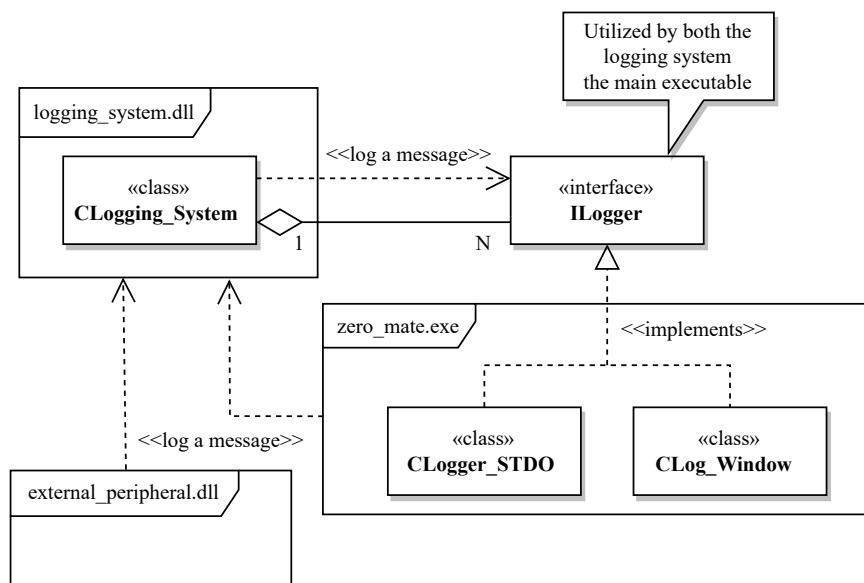 Utilized by both the
logging system
the main executable
logging_system.dll
<<log a message>>
«class»
CLogging_System
«interface»
ILogger
1
N
zero_mate.exe
<<implements>>
<<log a message>>
«class»
CLogger_STDO
«class»
CLog_Window
external_peripheral.dll